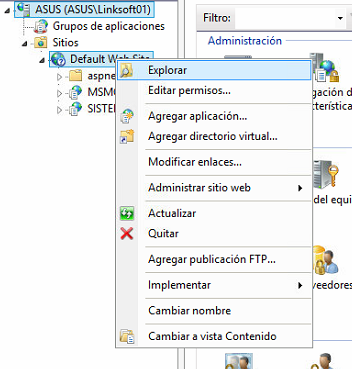 ASUS (ASUS\Linksoft01)
Grupos de aplicaciones
Sitios
Default Web Site
aspne
MSMC
SISTE
Explorar
Editar permisos...
Agregar aplicación...
Agregar directorio virtual...
Modificar enlaces...
Administrar sitio web
Actualizar
Quitar
Agregar publicación FTP...
Implementar
Cambiar nombre
Cambiar a vista Contenido
Filtro:
Administración
gación de
cterística
del equi
veedores